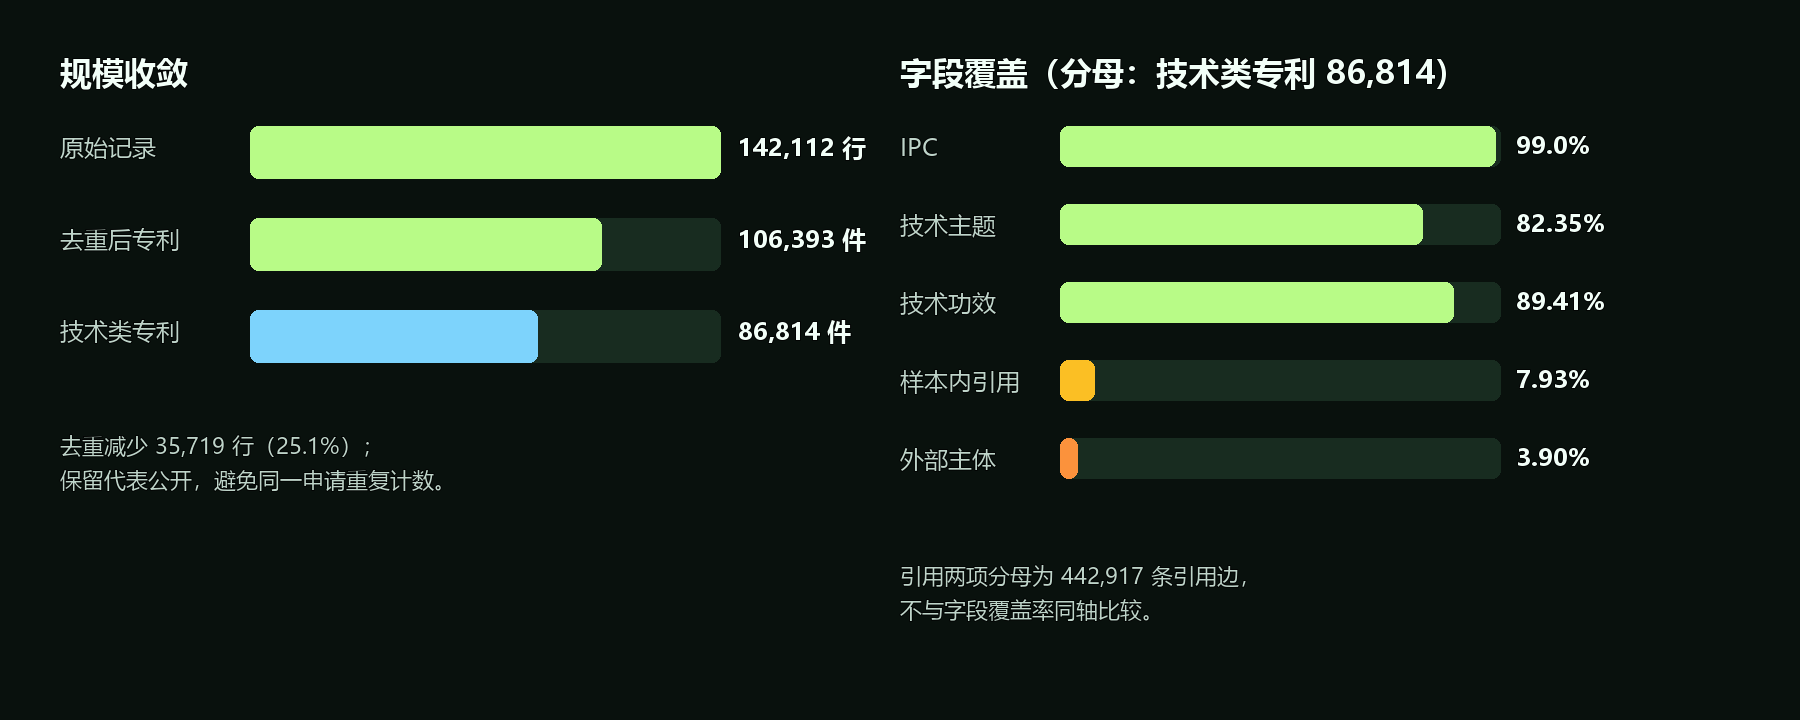 规模收敛
原始记录 142,112 行
去重后专利 106,393 件
技术类专利 86,814 件
去重减少 35,719 行（25.1%）；
保留代表公开，避免同一申请重复计数。
字段覆盖（分母：技术类专利 86,814）
IPC 99.0%
技术主题 82.35%
技术功效 89.41%
样本内引用 7.93%
外部主体 3.90%
引用两项分母为 442,917 条引用边，
不与字段覆盖率同轴比较。